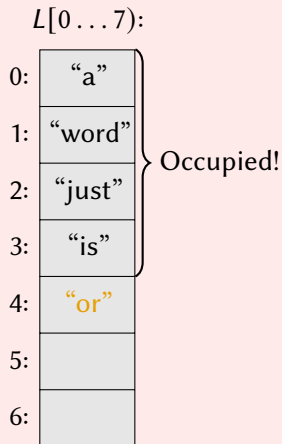 L[0 . . . 7):
0: “a”
1: “word”
2: “just”
Occupied!
3: “is”
4: “or”
5:
6: